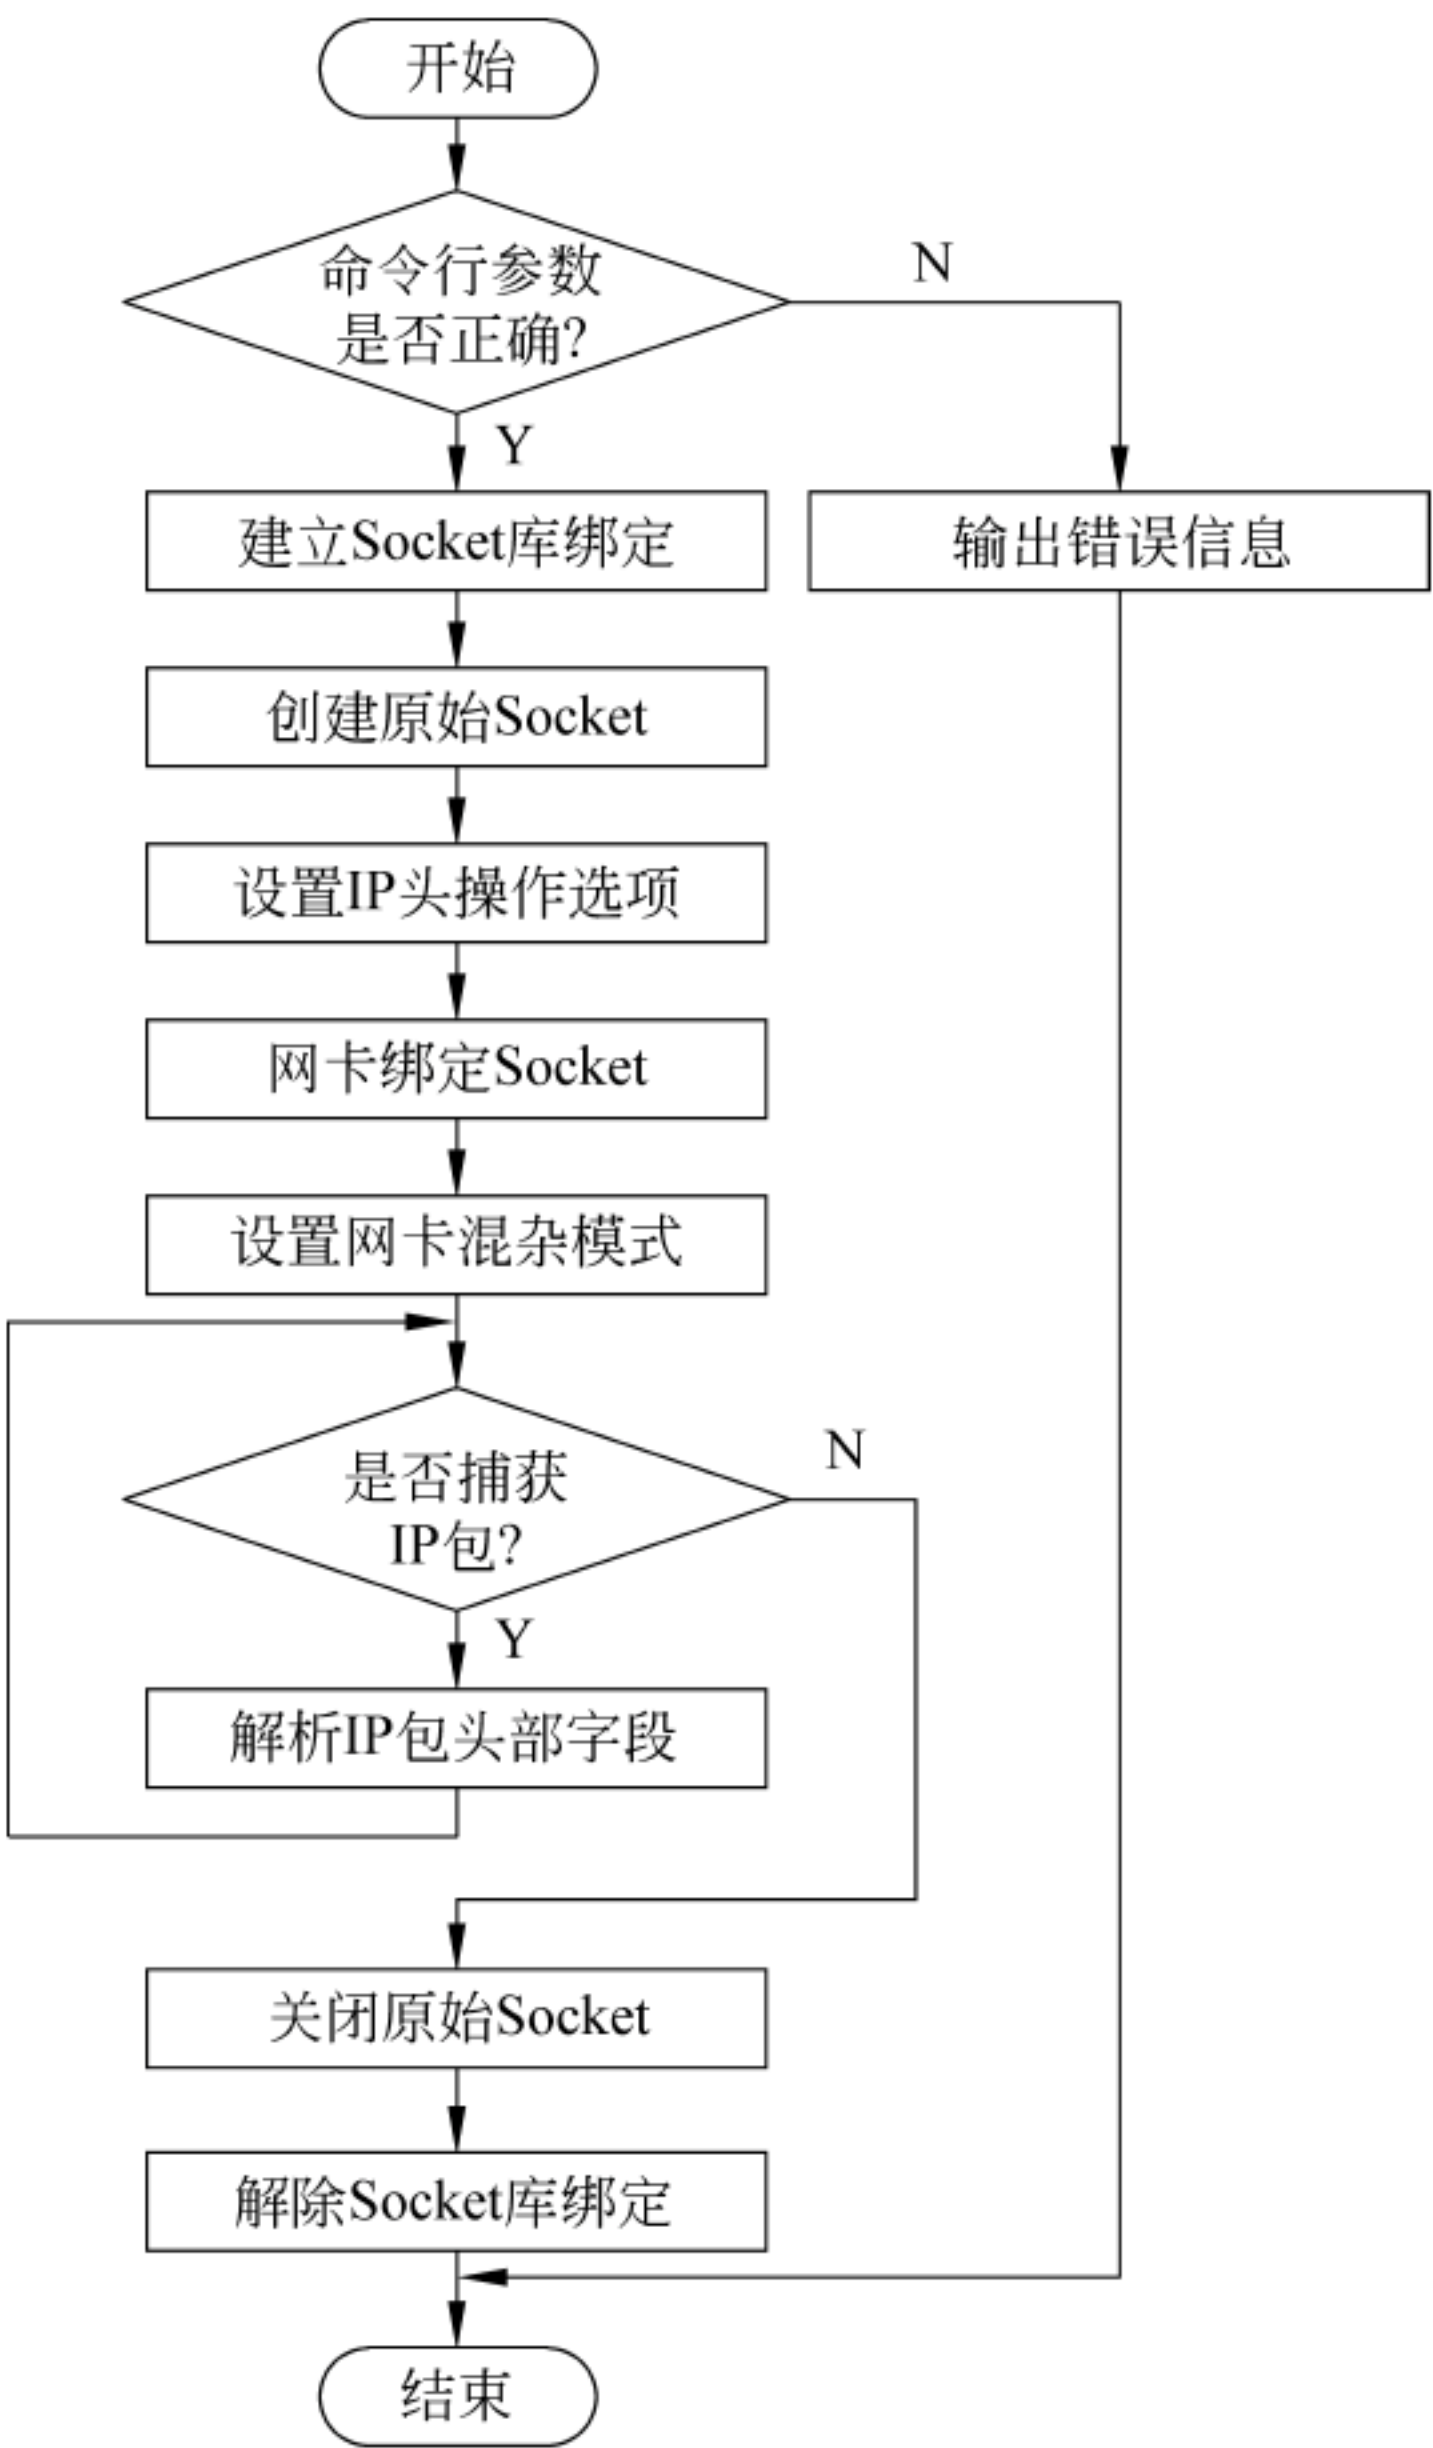 开始
命令行参数
是否正确?
N
Y
建立Socket库绑定
输出错误信息
创建原始Socket
设置IP头操作选项
网卡绑定Socket
设置网卡混杂模式
是否捕获
IP包?
N
Y
解析IP包头部字段
关闭原始Socket
解除Socket库绑定
结束